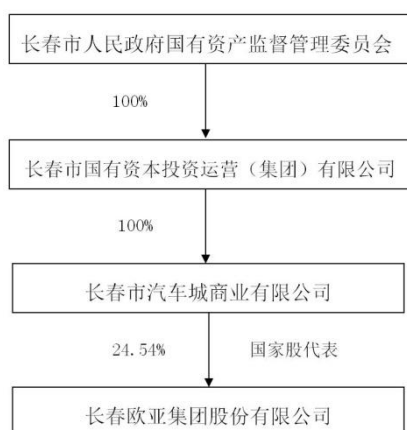 长春市人民政府国有资产监督管理委员会
100%
长春市国有资本投资运营（集团）有限公司
100%
长春市汽车城商业有限公司
24.54% 国家股代表
长春欧亚集团股份有限公司